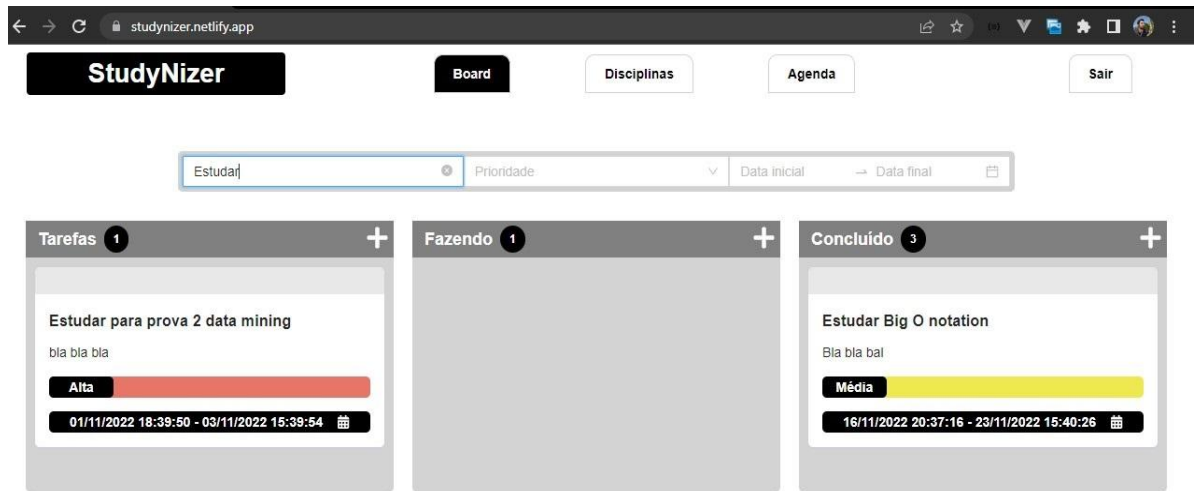 studynizer.netlify.app
StudyNizer
Board
Disciplinas
Agenda
Sair
Estudar
Prioridade
Data inicial
Data final
Tarefas 1
Fazendo 1
Concluído 3
Estudar para prova 2 data mining
bla bla bla
Alta
01/11/2022 18:39:50 - 03/11/2022 15:39:54
Estudar Big O notation
Bla bla bal
Média
16/11/2022 20:37:16 - 23/11/2022 15:40:26